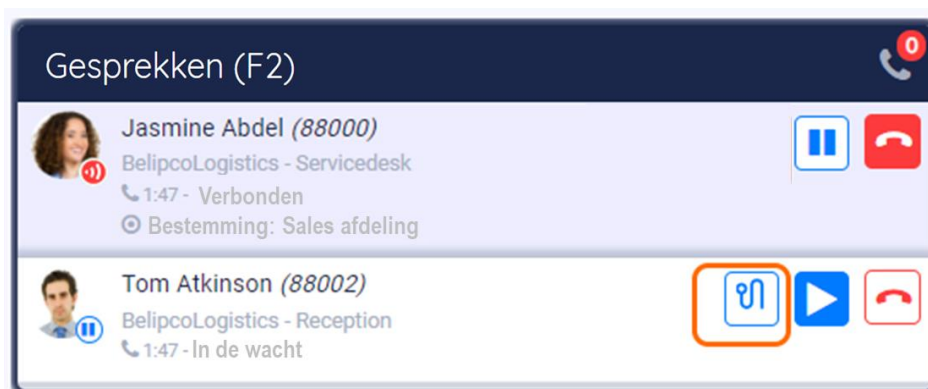 Gesprekken (F2)
0
Jasmine Abdel (88000)
BelipcoLogistics - Servicedesk
1:47 - Verbonden
Bestemming: Sales afdeling
Tom Atkinson (88002)
BelipcoLogistics - Reception
1:47 - In de wacht